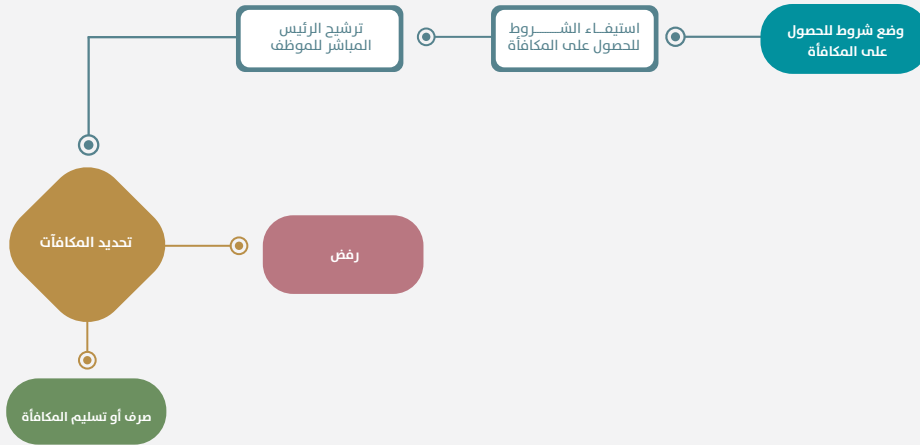 وضع شروط للحصول
على المكافأة
استيفــاء الشـــــروط
للحصول على المكافأة
ترشيح الرئيس
المباشر للموظف
تحديد المكافآت
رفض
صرف أو تسليم المكافأة